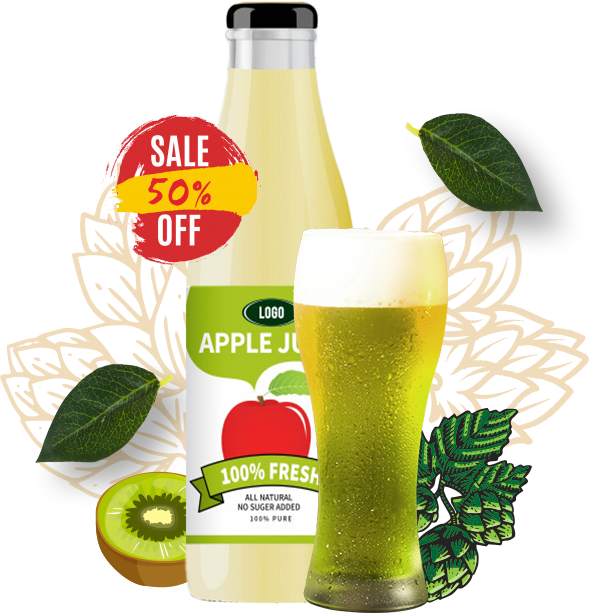 SALE
50%
OFF
LOGO
APPLE JU
100% FRESH
ALL NATURAL
NO SUGER ADDED
100% PURE